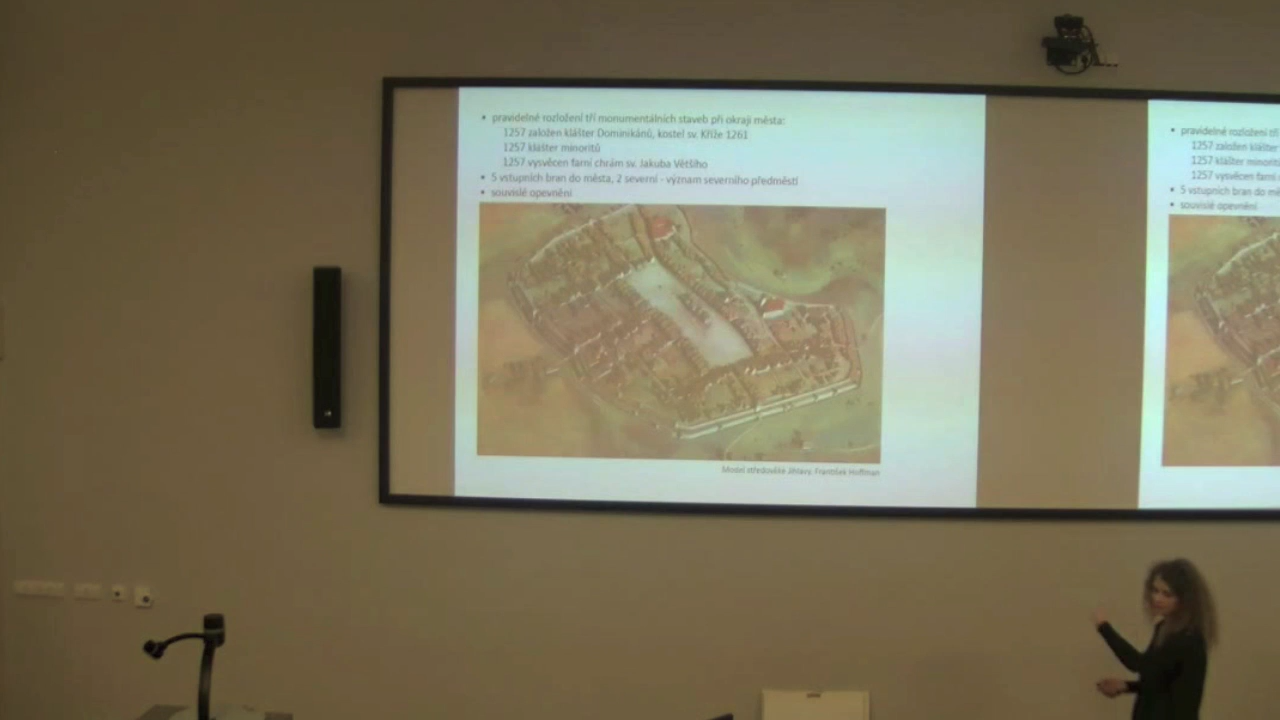 • pravidelné rozložení tří monumentálních staveb při okraji města:
1257 založen klášter Dominikánů, kostel sv. Kříže 1261
1257 klášter minoritů
1257 vysvěcen farní chrám sv. Jakuba Většího
• 5 vstupních bran do města, 2 severní - význam severního předměstí
• souvislé opevnění
Model středověké Jihlavy, František Hoffman
• pravidelné rozložení tří
1257 založen klášter
1257 klášter
1257 vysvěcen farní
• 5 vstupních bran do
• souvislé opevnění